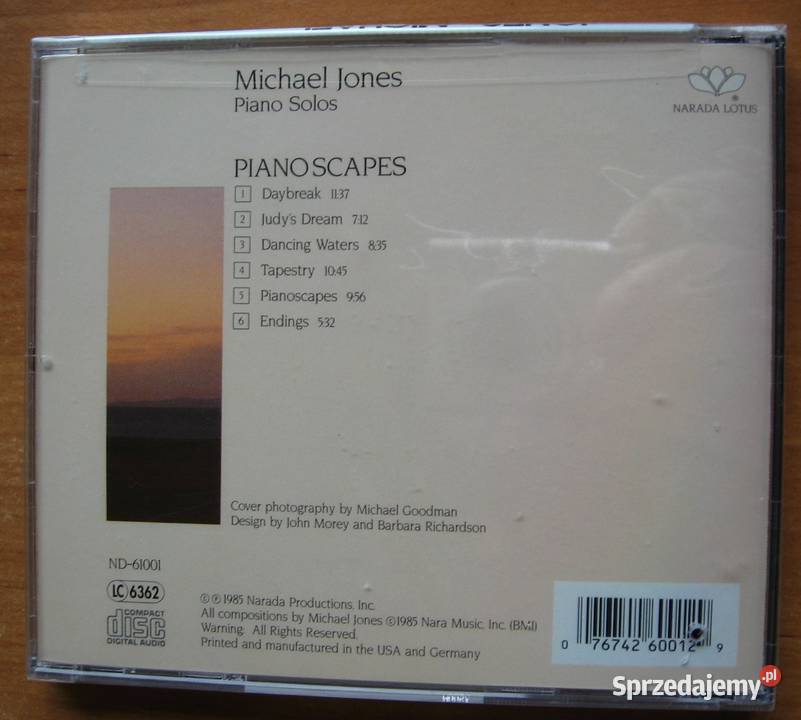 Michael Jones
Piano Solos
NARADA LOTUS
®
PIANOSCAPES
1 Daybreak 11:37
2 Judy's Dream 7:12
3 Dancing Waters 8:35
4 Tapestry 10:45
5 Pianoscapes 9:56
6 Endings 5:32
Cover photography by Michael Goodman
Design by John Morey and Barbara Richardson
ND-61001
LC 6362
COMPACT
disc
DIGITAL AUDIO
©℗1985 Narada Productions, Inc.
All compositions by Michael Jones ©1985 Nara Music, Inc. (BMI)
Warning: All Rights Reserved.
Printed and manufactured in the USA and Germany
0 76742 60012 9
Sprzedajemy.pl